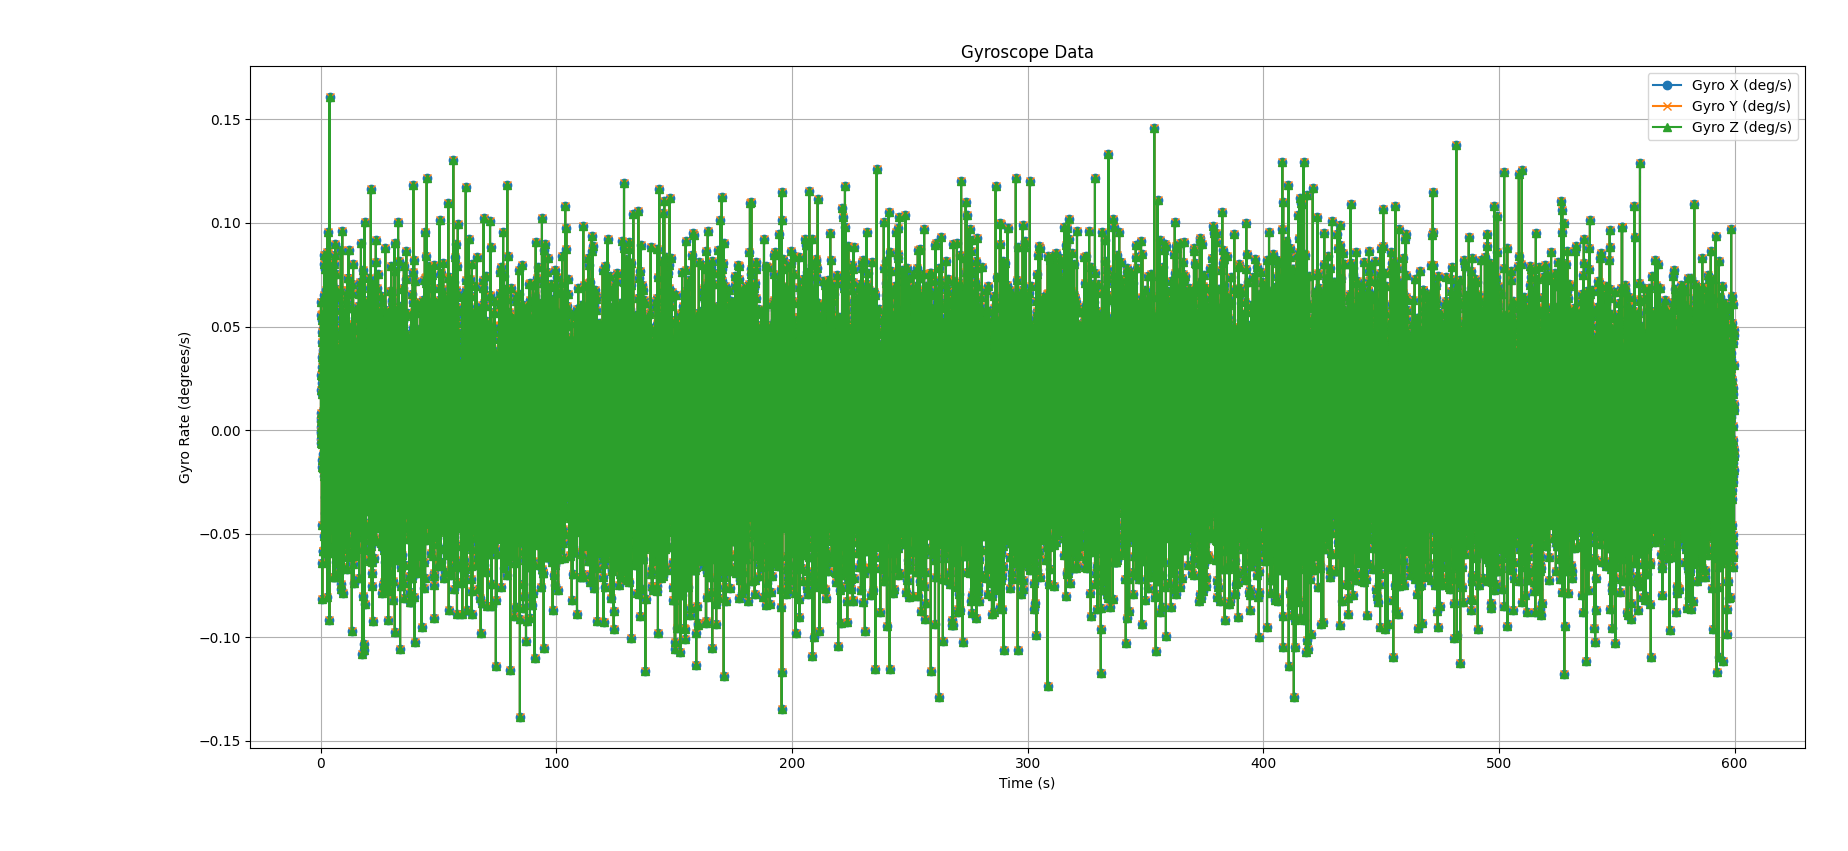 Gyroscope Data
Gyro X (deg/s)
Gyro Y (deg/s)
Gyro Z (deg/s)
0.15
0.10
0.05
0.00
−0.05
−0.10
−0.15
Gyro Rate (degrees/s)
0 100 200 300 400 500 600
Time (s)